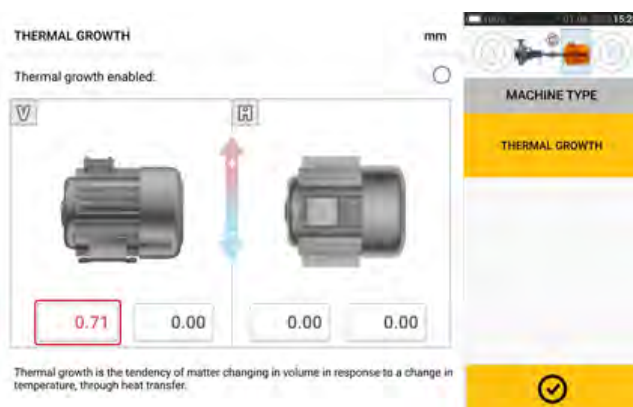 THERMAL GROWTH mm
Thermal growth enabled:
V H
0.71 0.00 0.00 0.00
Thermal growth is the tendency of matter changing in volume in response to a change in
temperature, through heat transfer.
MACHINE TYPE
THERMAL GROWTH